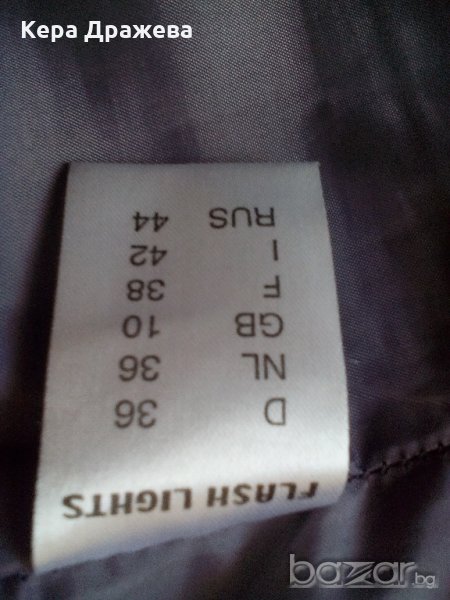 Кера Дражева
FLASH LIGHTS
D 36
NL 36
GB 10
F 38
I 42
RUS 44
bazar.bg